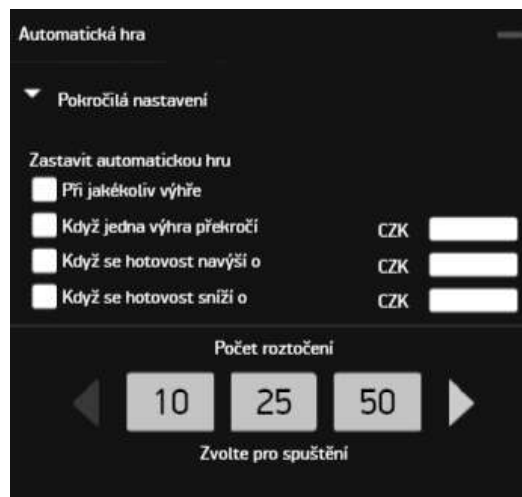 Automatická hra
Pokročilá nastavení
Zastavit automatickou hru
Při jakékoliv výhře
Když jedna výhra překročí CZK
Když se hotovost navýší o CZK
Když se hotovost sníží o CZK
Počet roztočení
10 25 50
Zvolte pro spuštění